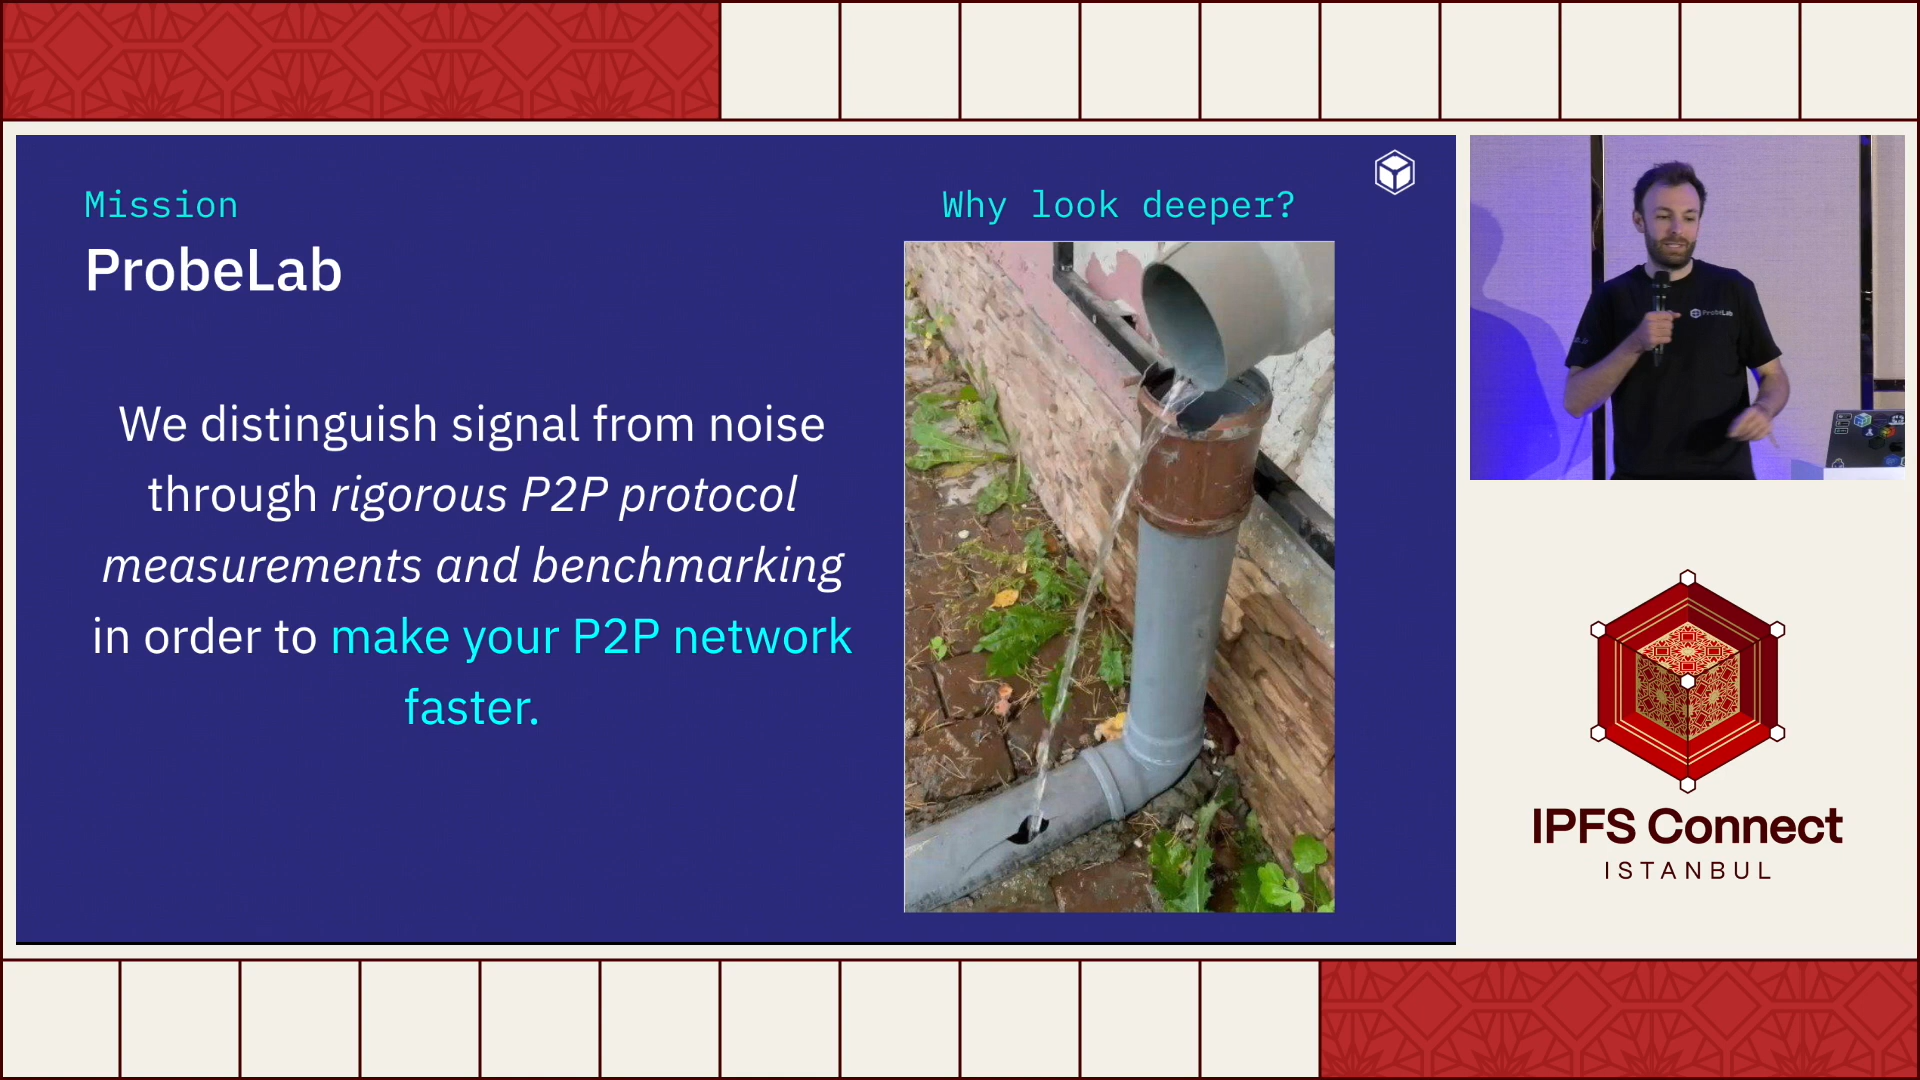 Mission
ProbeLab
We distinguish signal from noise
through rigorous P2P protocol
measurements and benchmarking
in order to make your P2P network
faster.
Why look deeper?
ProbeLab
IPFS Connect
ISTANBUL